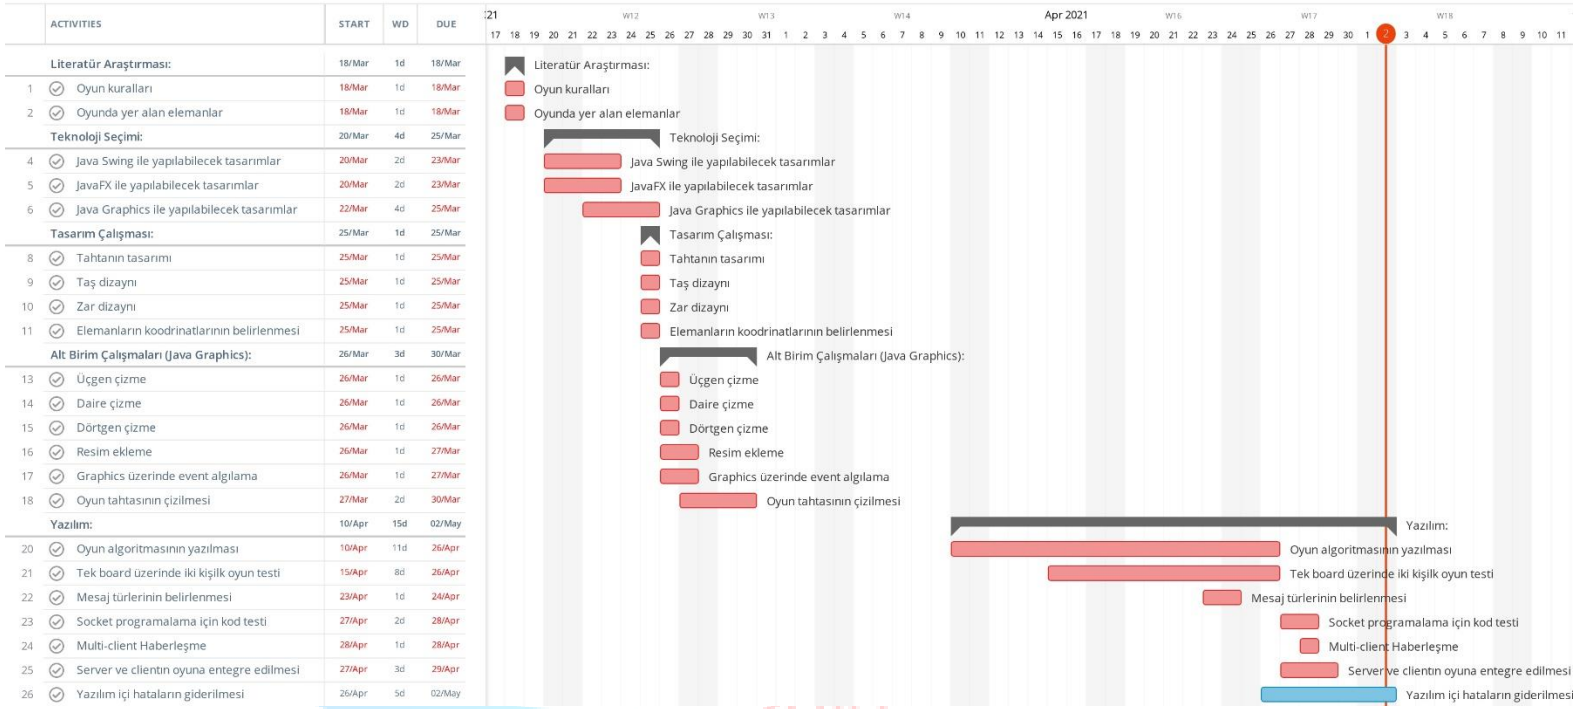 ACTIVITIES START WD DUE
:21 W12 W13 W14 Apr 2021 W16 W17 W18
17 18 19 20 21 22 23 24 25 26 27 28 29 30 31 1 2 3 4 5 6 7 8 9 10 11 12 13 14 15 16 17 18 19 20 21 22 23 24 25 26 27 28 29 30 1 2 3 4 5 6 7 8 9 10 11
Literatür Araştırması: 18/Mar 1d 18/Mar Literatür Araştırması:
1 Oyun kuralları 18/Mar 1d 18/Mar Oyun kuralları
2 Oyunda yer alan elemanlar 18/Mar 1d 18/Mar Oyunda yer alan elemanlar
Teknoloji Seçimi: 20/Mar 4d 25/Mar Teknoloji Seçimi:
4 Java Swing ile yapılabilecek tasarımlar 20/Mar 2d 23/Mar Java Swing ile yapılabilecek tasarımlar
5 JavaFX ile yapılabilecek tasarımlar 20/Mar 2d 23/Mar JavaFX ile yapılabilecek tasarımlar
6 Java Graphics ile yapılabilecek tasarımlar 22/Mar 4d 25/Mar Java Graphics ile yapılabilecek tasarımlar
Tasarım Çalışması: 25/Mar 1d 25/Mar Tasarım Çalışması:
8 Tahtanın tasarımı 25/Mar 1d 25/Mar Tahtanın tasarımı
9 Taş dizaynı 25/Mar 1d 25/Mar Taş dizaynı
10 Zar dizaynı 25/Mar 1d 25/Mar Zar dizaynı
11 Elemanların koodrinatlarının belirlenmesi 25/Mar 1d 25/Mar Elemanların koodrinatlarının belirlenmesi
Alt Birim Çalışmaları (Java Graphics): 26/Mar 3d 30/Mar Alt Birim Çalışmaları (Java Graphics):
13 Üçgen çizme 26/Mar 1d 26/Mar Üçgen çizme
14 Daire çizme 26/Mar 1d 26/Mar Daire çizme
15 Dörtgen çizme 26/Mar 1d 26/Mar Dörtgen çizme
16 Resim ekleme 26/Mar 1d 27/Mar Resim ekleme
17 Graphics üzerinde event algılama 26/Mar 1d 27/Mar Graphics üzerinde event algılama
18 Oyun tahtasının çizilmesi 27/Mar 2d 30/Mar Oyun tahtasının çizilmesi
Yazılım: 10/Apr 15d 02/May Yazılım:
20 Oyun algoritmasının yazılması 10/Apr 11d 26/Apr Oyun algoritmasının yazılması
21 Tek board üzerinde iki kişilk oyun testi 15/Apr 8d 26/Apr Tek board üzerinde iki kişilk oyun testi
22 Mesaj türlerinin belirlenmesi 23/Apr 1d 24/Apr Mesaj türlerinin belirlenmesi
23 Socket programalama için kod testi 27/Apr 2d 28/Apr Socket programalama için kod testi
24 Multi-client Haberleşme 28/Apr 1d 28/Apr Multi-client Haberleşme
25 Server ve clientın oyuna entegre edilmesi 27/Apr 3d 29/Apr Server ve clientın oyuna entegre edilmesi
26 Yazılım içi hataların giderilmesi 26/Apr 5d 02/May Yazılım içi hataların giderilmesi